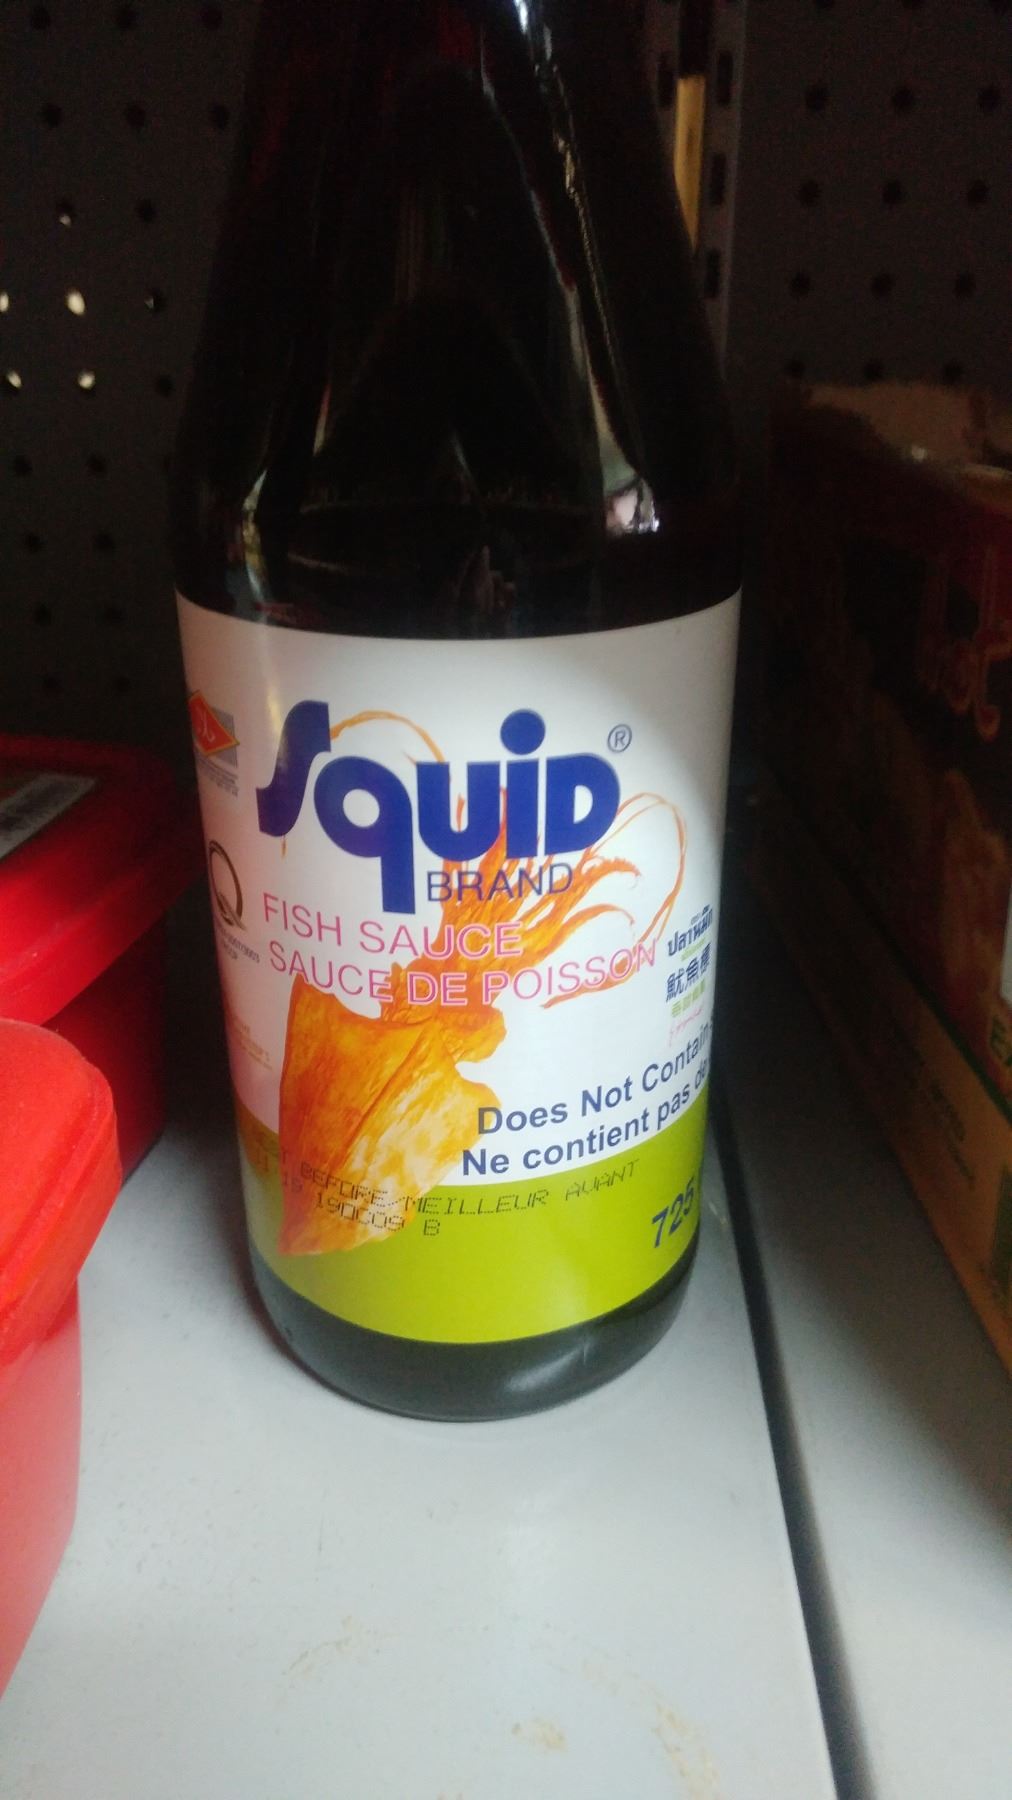 SquiD®
BRAND
FISH SAUCE
SAUCE DE POISSON
ปลาหมึก
魷魚標
Does Not Contain
Ne contient pas de
BEFORE/MEILLEUR AVANT
B
725